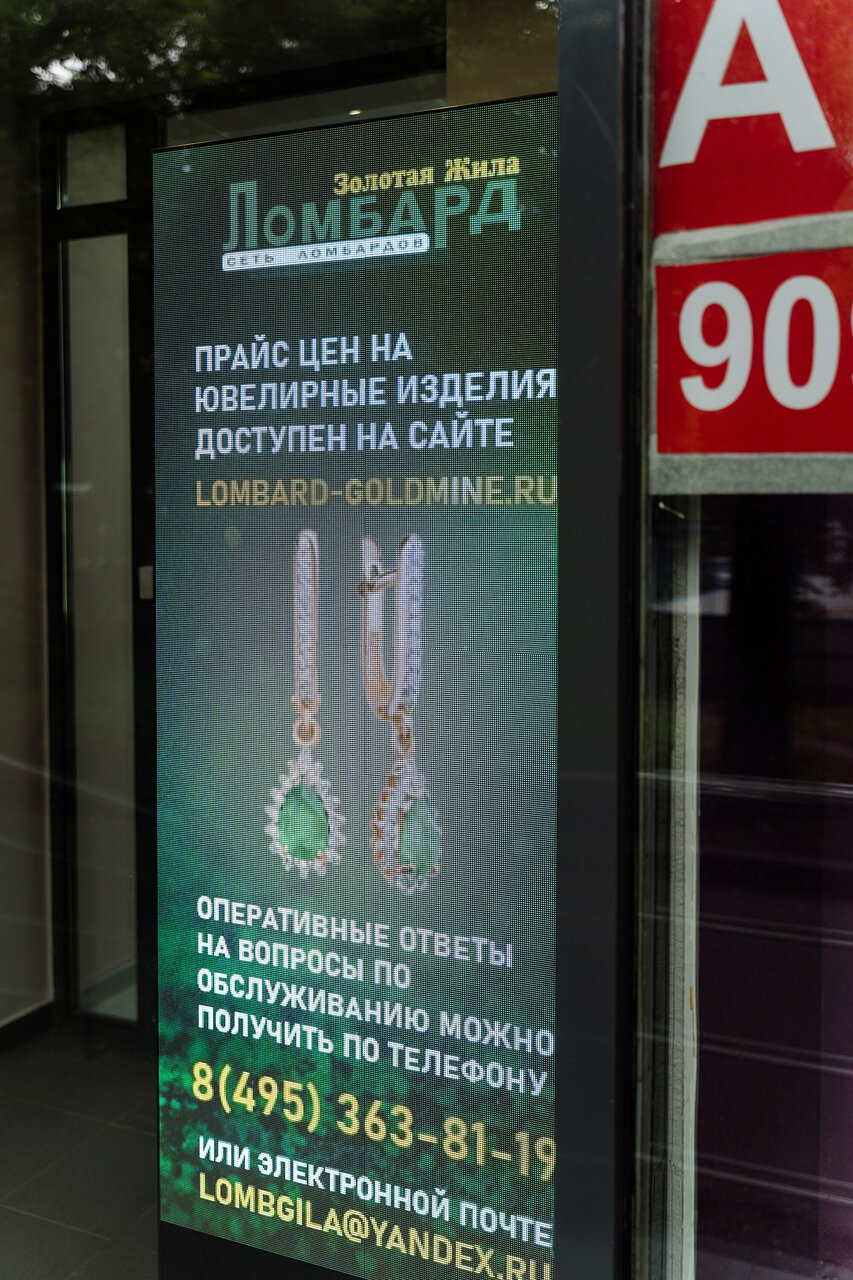 Золотая Жила
ЛОМБАРД
СЕТЬ ЛОМБАРДОВ
ПРАЙС ЦЕН НА
ЮВЕЛИРНЫЕ ИЗДЕЛИЯ
ДОСТУПЕН НА САЙТЕ
LOMBARD-GOLDMINE.RU
ОПЕРАТИВНЫЕ ОТВЕТЫ
НА ВОПРОСЫ ПО
ОБСЛУЖИВАНИЮ МОЖНО
ПОЛУЧИТЬ ПО ТЕЛЕФОНУ
8(495) 363-81-19
ИЛИ ЭЛЕКТРОННОЙ ПОЧТЕ
LOMBGILA@YANDEX.RU
А
90